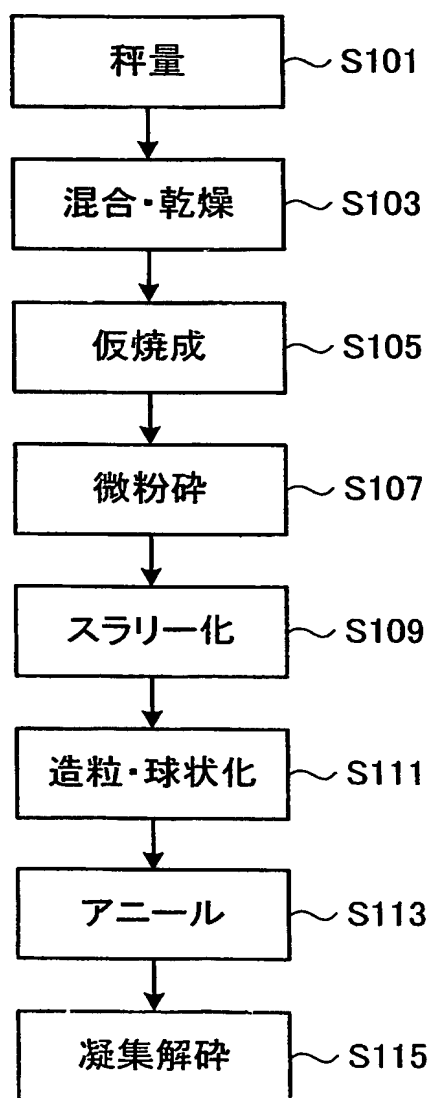 秤量 S101
混合・乾燥 S103
仮焼成 S105
微粉砕 S107
スラリー化 S109
造粒・球状化 S111
アニール S113
凝集解砕 S115